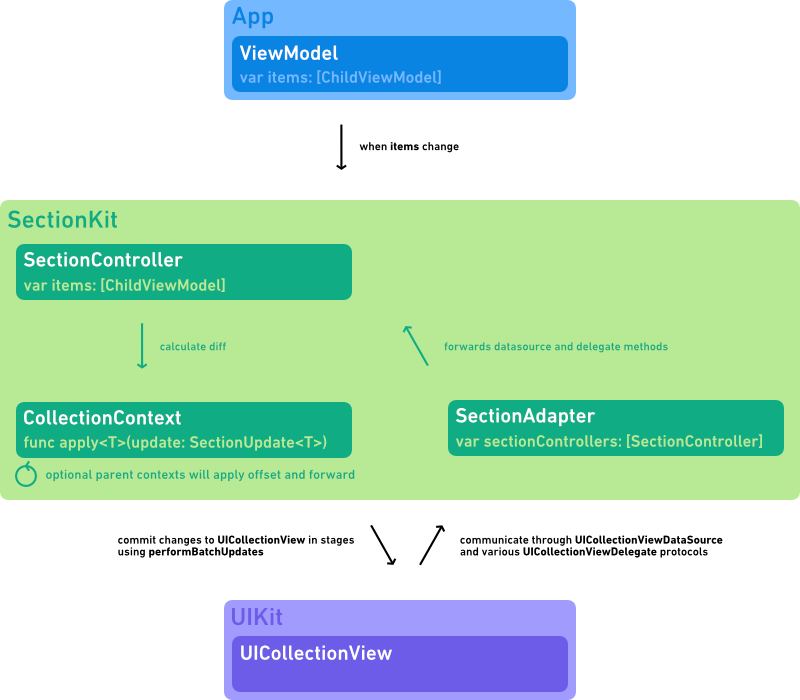 App
ViewModel
var items: [ChildViewModel]
when items change
SectionKit
SectionController
var items: [ChildViewModel]
calculate diff
forwards datasource and delegate methods
CollectionContext
func apply<T>(update: SectionUpdate<T>)
SectionAdapter
var sectionControllers: [SectionController]
optional parent contexts will apply offset and forward
commit changes to UICollectionView in stages
using performBatchUpdates
communicate through UICollectionViewDataSource
and various UICollectionViewDelegate protocols
UIKit
UICollectionView